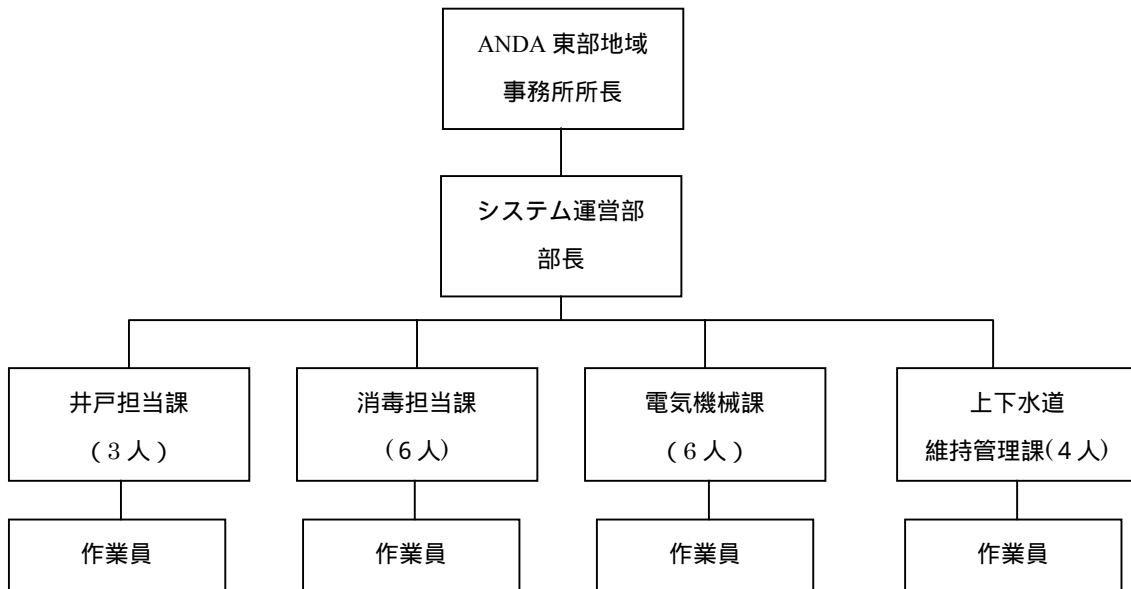 ANDA 東部地域
事務所所長
システム運営部
部長
井戸担当課
（3人）
消毒担当課
(６人)
電気機械課
（6人）
上下水道
維持管理課(４人)
作業員
作業員
作業員
作業員